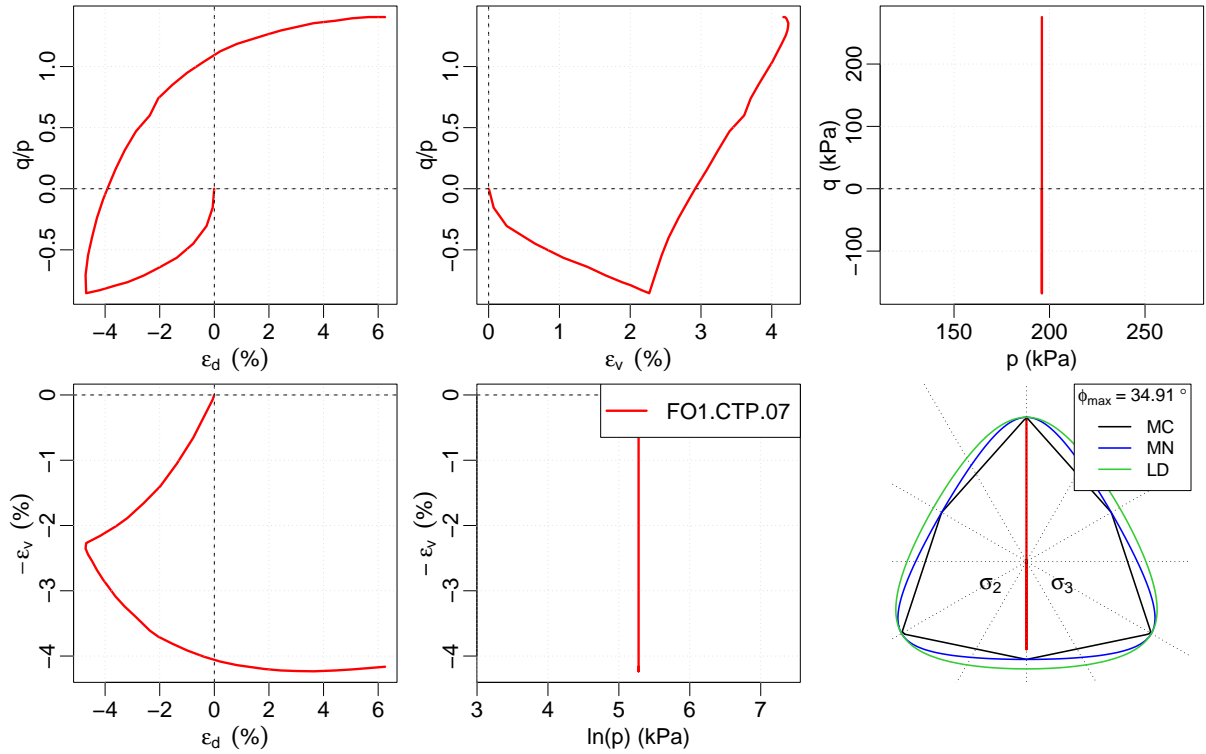 q/p
1.0
0.5
0.0
−0.5
−4 −2 0 2 4 6
ε_d (%)
q/p
1.0
0.5
0.0
−0.5
0 1 2 3 4
ε_v (%)
q (kPa)
200
100
0
−100
150 200 250
p (kPa)
−ε_v (%)
0
−1
−2
−3
−4
−4 −2 0 2 4 6
ε_d (%)
− ε_v (%)
0
−1
−2
−3
−4
3 4 5 6 7
ln(p) (kPa)
FO1.CTP.07
ϕ_max = 34.91 °
MC
MN
LD
σ_2 σ_3